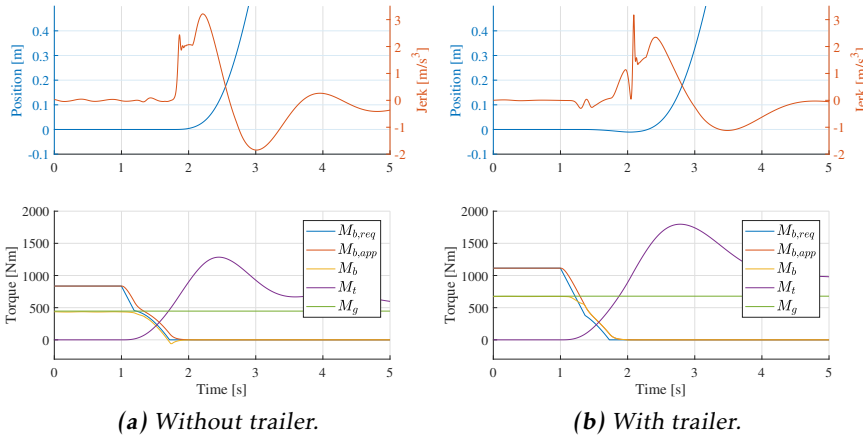 Position [m]
0.4
0.3
0.2
0.1
0
-0.1
0 1 2 3 4 5
3
2
1
0
-1
-2
Jerk [m/s³]
Position [m]
0.4
0.3
0.2
0.1
0
-0.1
0 1 2 3 4 5
3
2
1
0
-1
-2
Jerk [m/s³]
Torque [Nm]
2000
1500
1000
500
0
0 1 2 3 4 5
Time [s]
M_{b,req}
M_{b,app}
M_b
M_t
M_g
Torque [Nm]
2000
1500
1000
500
0
0 1 2 3 4 5
Time [s]
M_{b,req}
M_{b,app}
M_b
M_t
M_g
(a) Without trailer.
(b) With trailer.